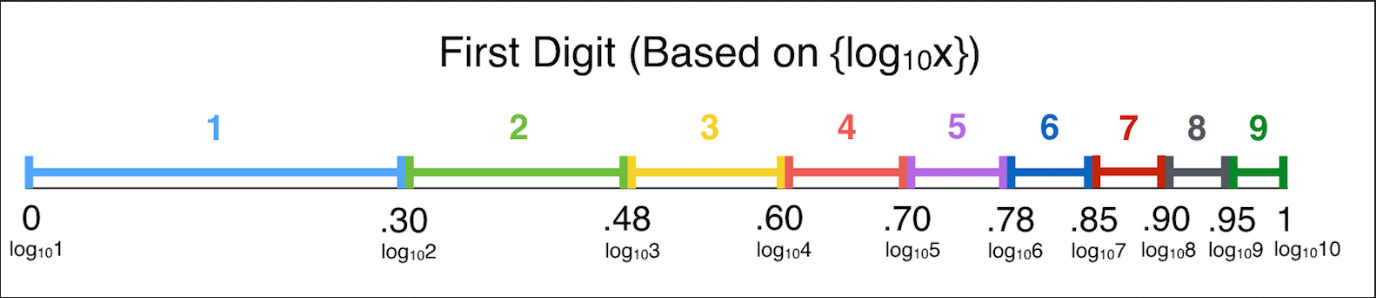 First Digit (Based on {log₁₀x})
1 2 3 4 5 6 7 8 9
0 .30 .48 .60 .70 .78 .85 .90 .95 1
log₁₀1 log₁₀2 log₁₀3 log₁₀4 log₁₀5 log₁₀6 log₁₀7 log₁₀8 log₁₀9 log₁₀10